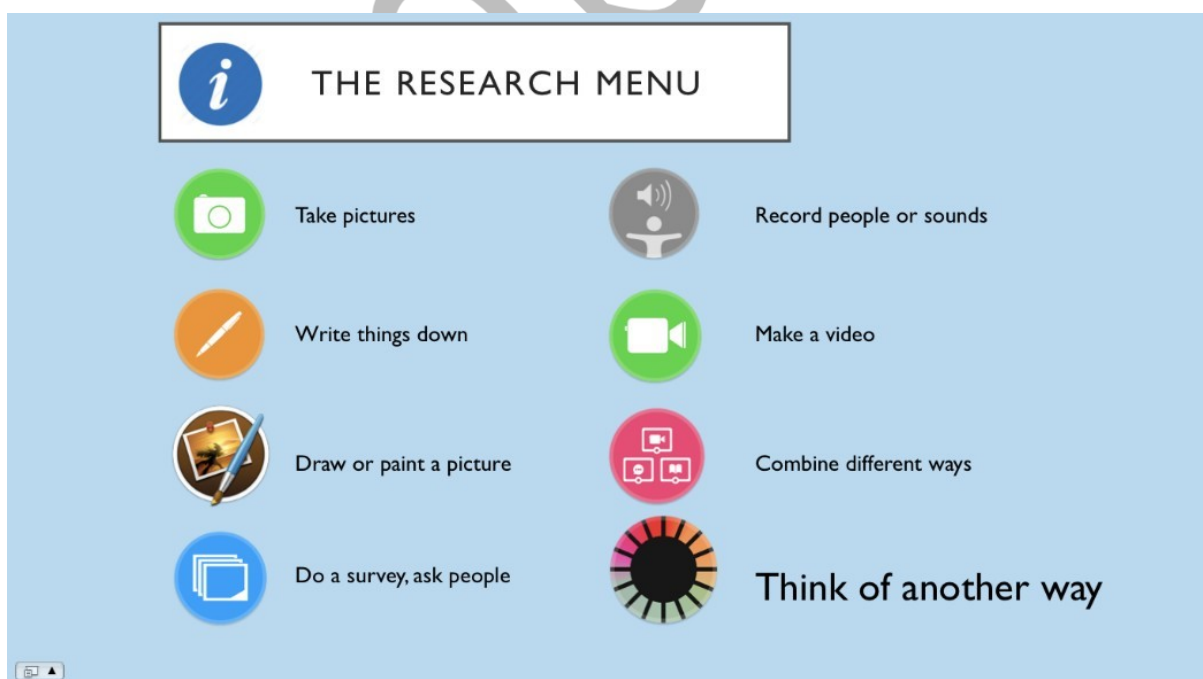 i THE RESEARCH MENU
Take pictures
Record people or sounds
Write things down
Make a video
Draw or paint a picture
Combine different ways
Do a survey, ask people
Think of another way